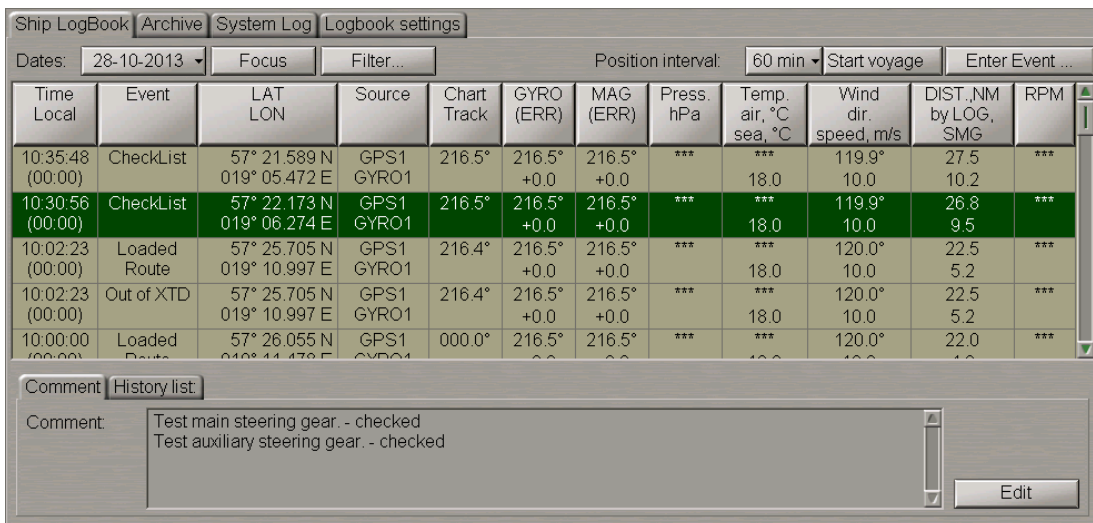 Ship LogBook Archive System Log Logbook settings
Dates: 28-10-2013 Focus Filter... Position interval: 60 min Start voyage Enter Event ...
Time Event LAT Source Chart GYRO MAG Press. Temp. Wind DIST.,NM RPM
Local LON Track (ERR) (ERR) hPa air, °C dir. by LOG,
sea, °C speed, m/s SMG
10:35:48 CheckList 57° 21.589 N GPS1 216.5° 216.5° 216.5° *** *** 119.9° 27.5 ***
(00:00) 019° 05.472 E GYRO1 +0.0 +0.0 18.0 10.0 10.2
10:30:56 CheckList 57° 22.173 N GPS1 216.5° 216.5° 216.5° *** *** 119.9° 26.8 ***
(00:00) 019° 06.274 E GYRO1 +0.0 +0.0 18.0 10.0 9.5
10:02:23 Loaded 57° 25.705 N GPS1 216.4° 216.5° 216.5° *** *** 120.0° 22.5 ***
(00:00) Route 019° 10.997 E GYRO1 +0.0 +0.0 18.0 10.0 5.2
10:02:23 Out of XTD 57° 25.705 N GPS1 216.4° 216.5° 216.5° *** *** 120.0° 22.5 ***
(00:00) 019° 10.997 E GYRO1 +0.0 +0.0 18.0 10.0 5.2
10:00:00 Loaded 57° 26.055 N GPS1 000.0° 216.5° 216.5° *** *** 120.0° 22.0 ***
Comment History list:
Comment: Test main steering gear. - checked
Test auxiliary steering gear. - checked
Edit